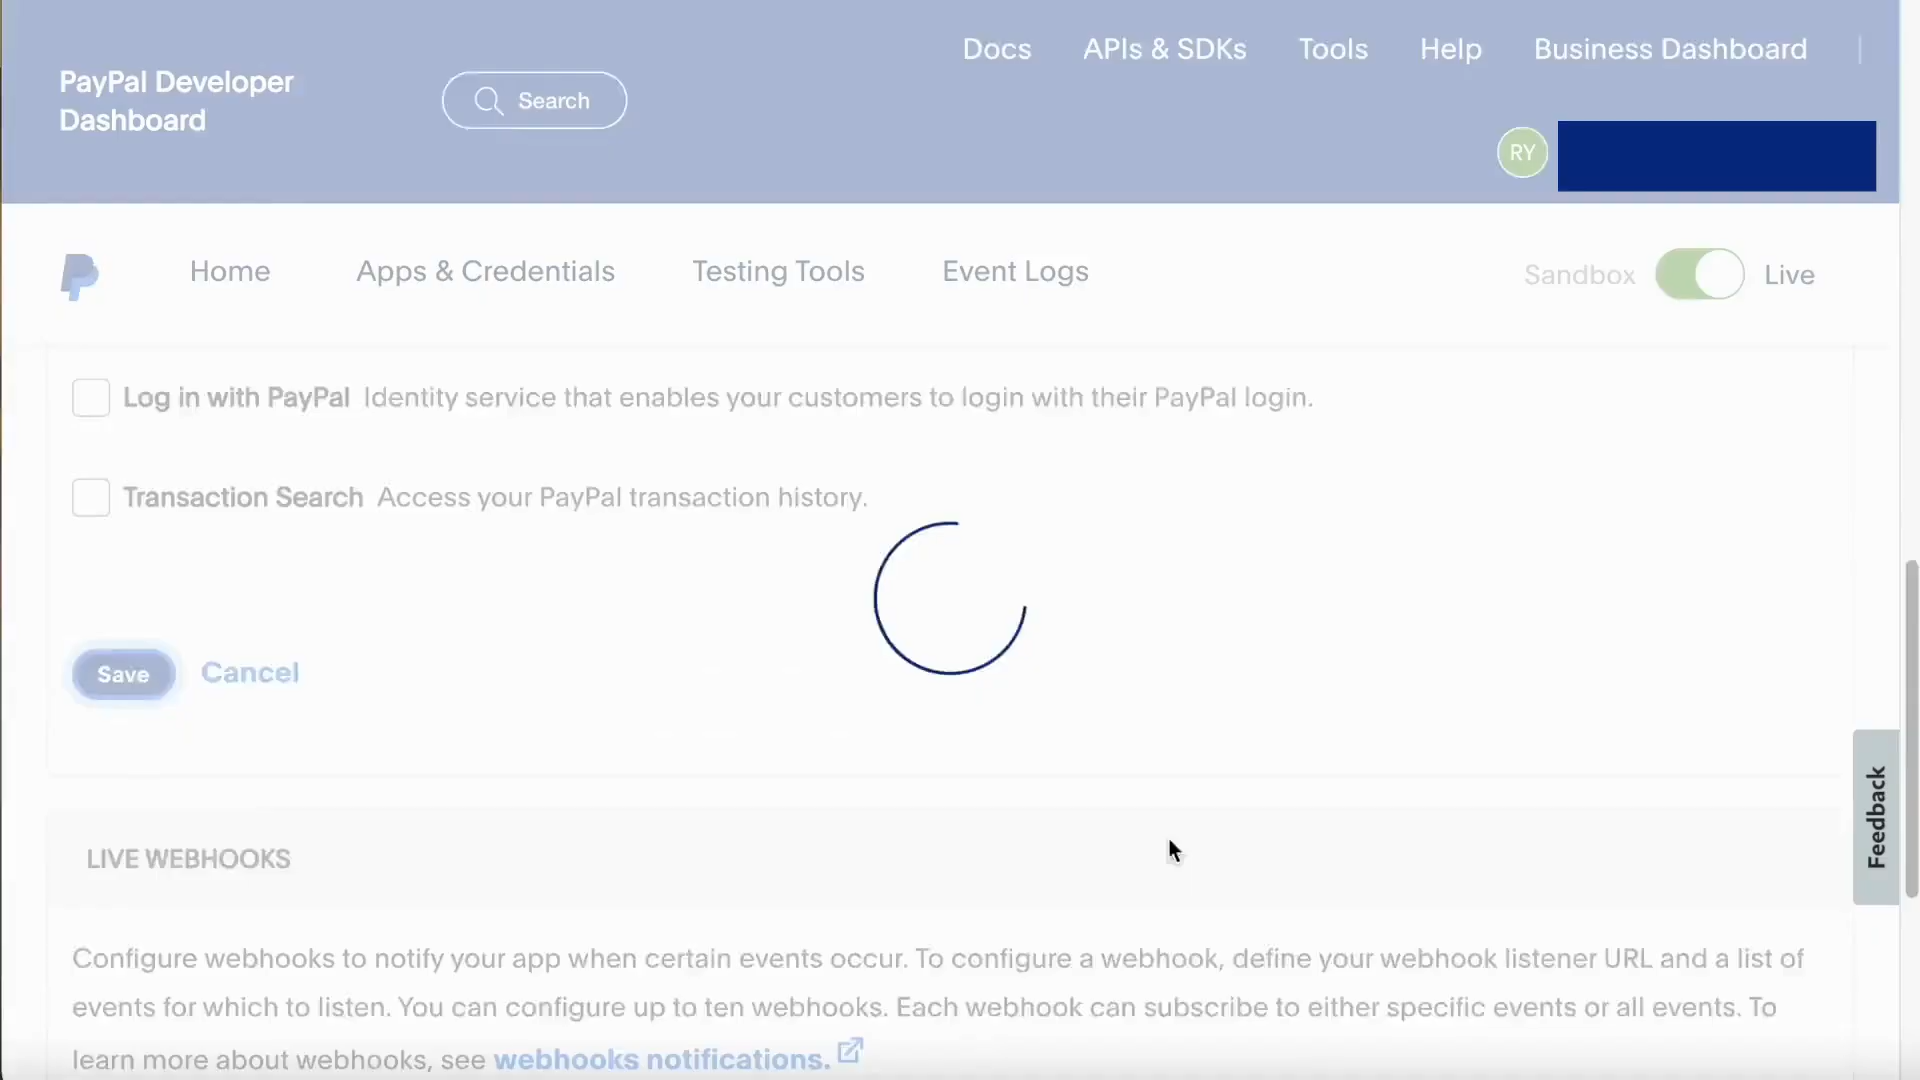 Docs APIs & SDKs Tools Help Business Dashboard
PayPal Developer
Dashboard
Search
RY
Home Apps & Credentials Testing Tools Event Logs Sandbox Live
Log in with PayPal Identity service that enables your customers to login with their PayPal login.
Transaction Search Access your PayPal transaction history.
Save Cancel
Feedback
LIVE WEBHOOKS
Configure webhooks to notify your app when certain events occur. To configure a webhook, define your webhook listener URL and a list of
events for which to listen. You can configure up to ten webhooks. Each webhook can subscribe to either specific events or all events. To
learn more about webhooks, see webhooks notifications.